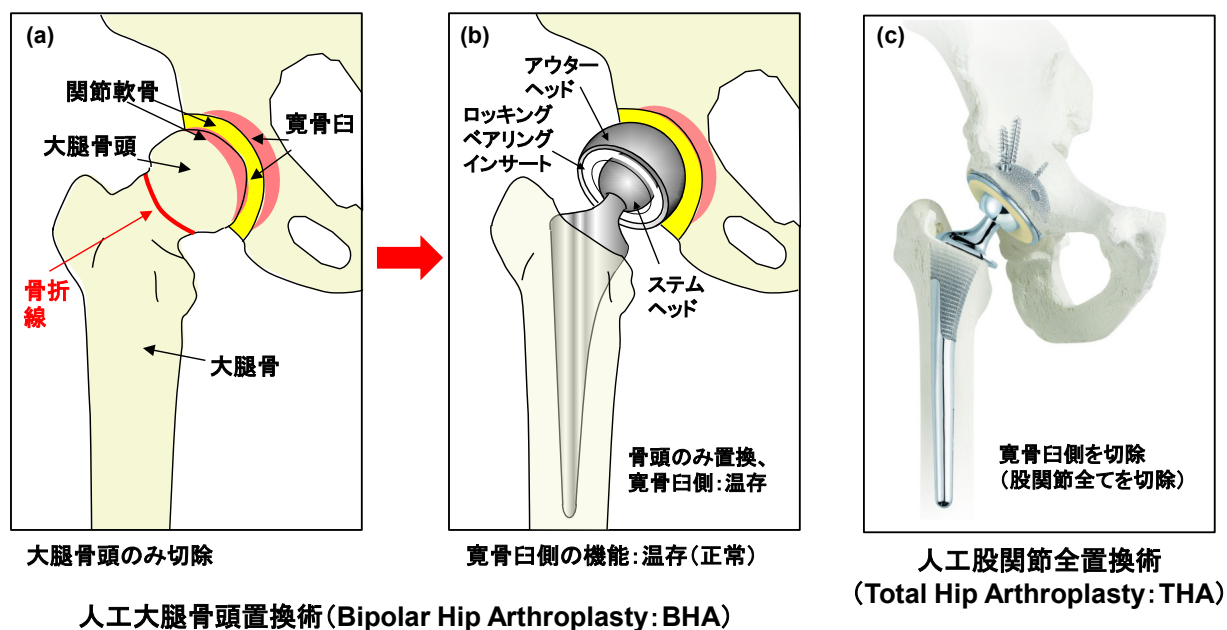 (a)
関節軟骨
大腿骨頭
寛骨臼
骨折
線
大腿骨
(b)
アウター
ヘッド
ロッキング
ベアリング
インサート
ステム
ヘッド
骨頭のみ置換、
寛骨臼側：温存
(c)
寛骨臼側を切除
（股関節全てを切除）
大腿骨頭のみ切除
寛骨臼側の機能：温存（正常）
人工大腿骨頭置換術（Bipolar Hip Arthroplasty：BHA）
人工股関節全置換術
（Total Hip Arthroplasty：THA）